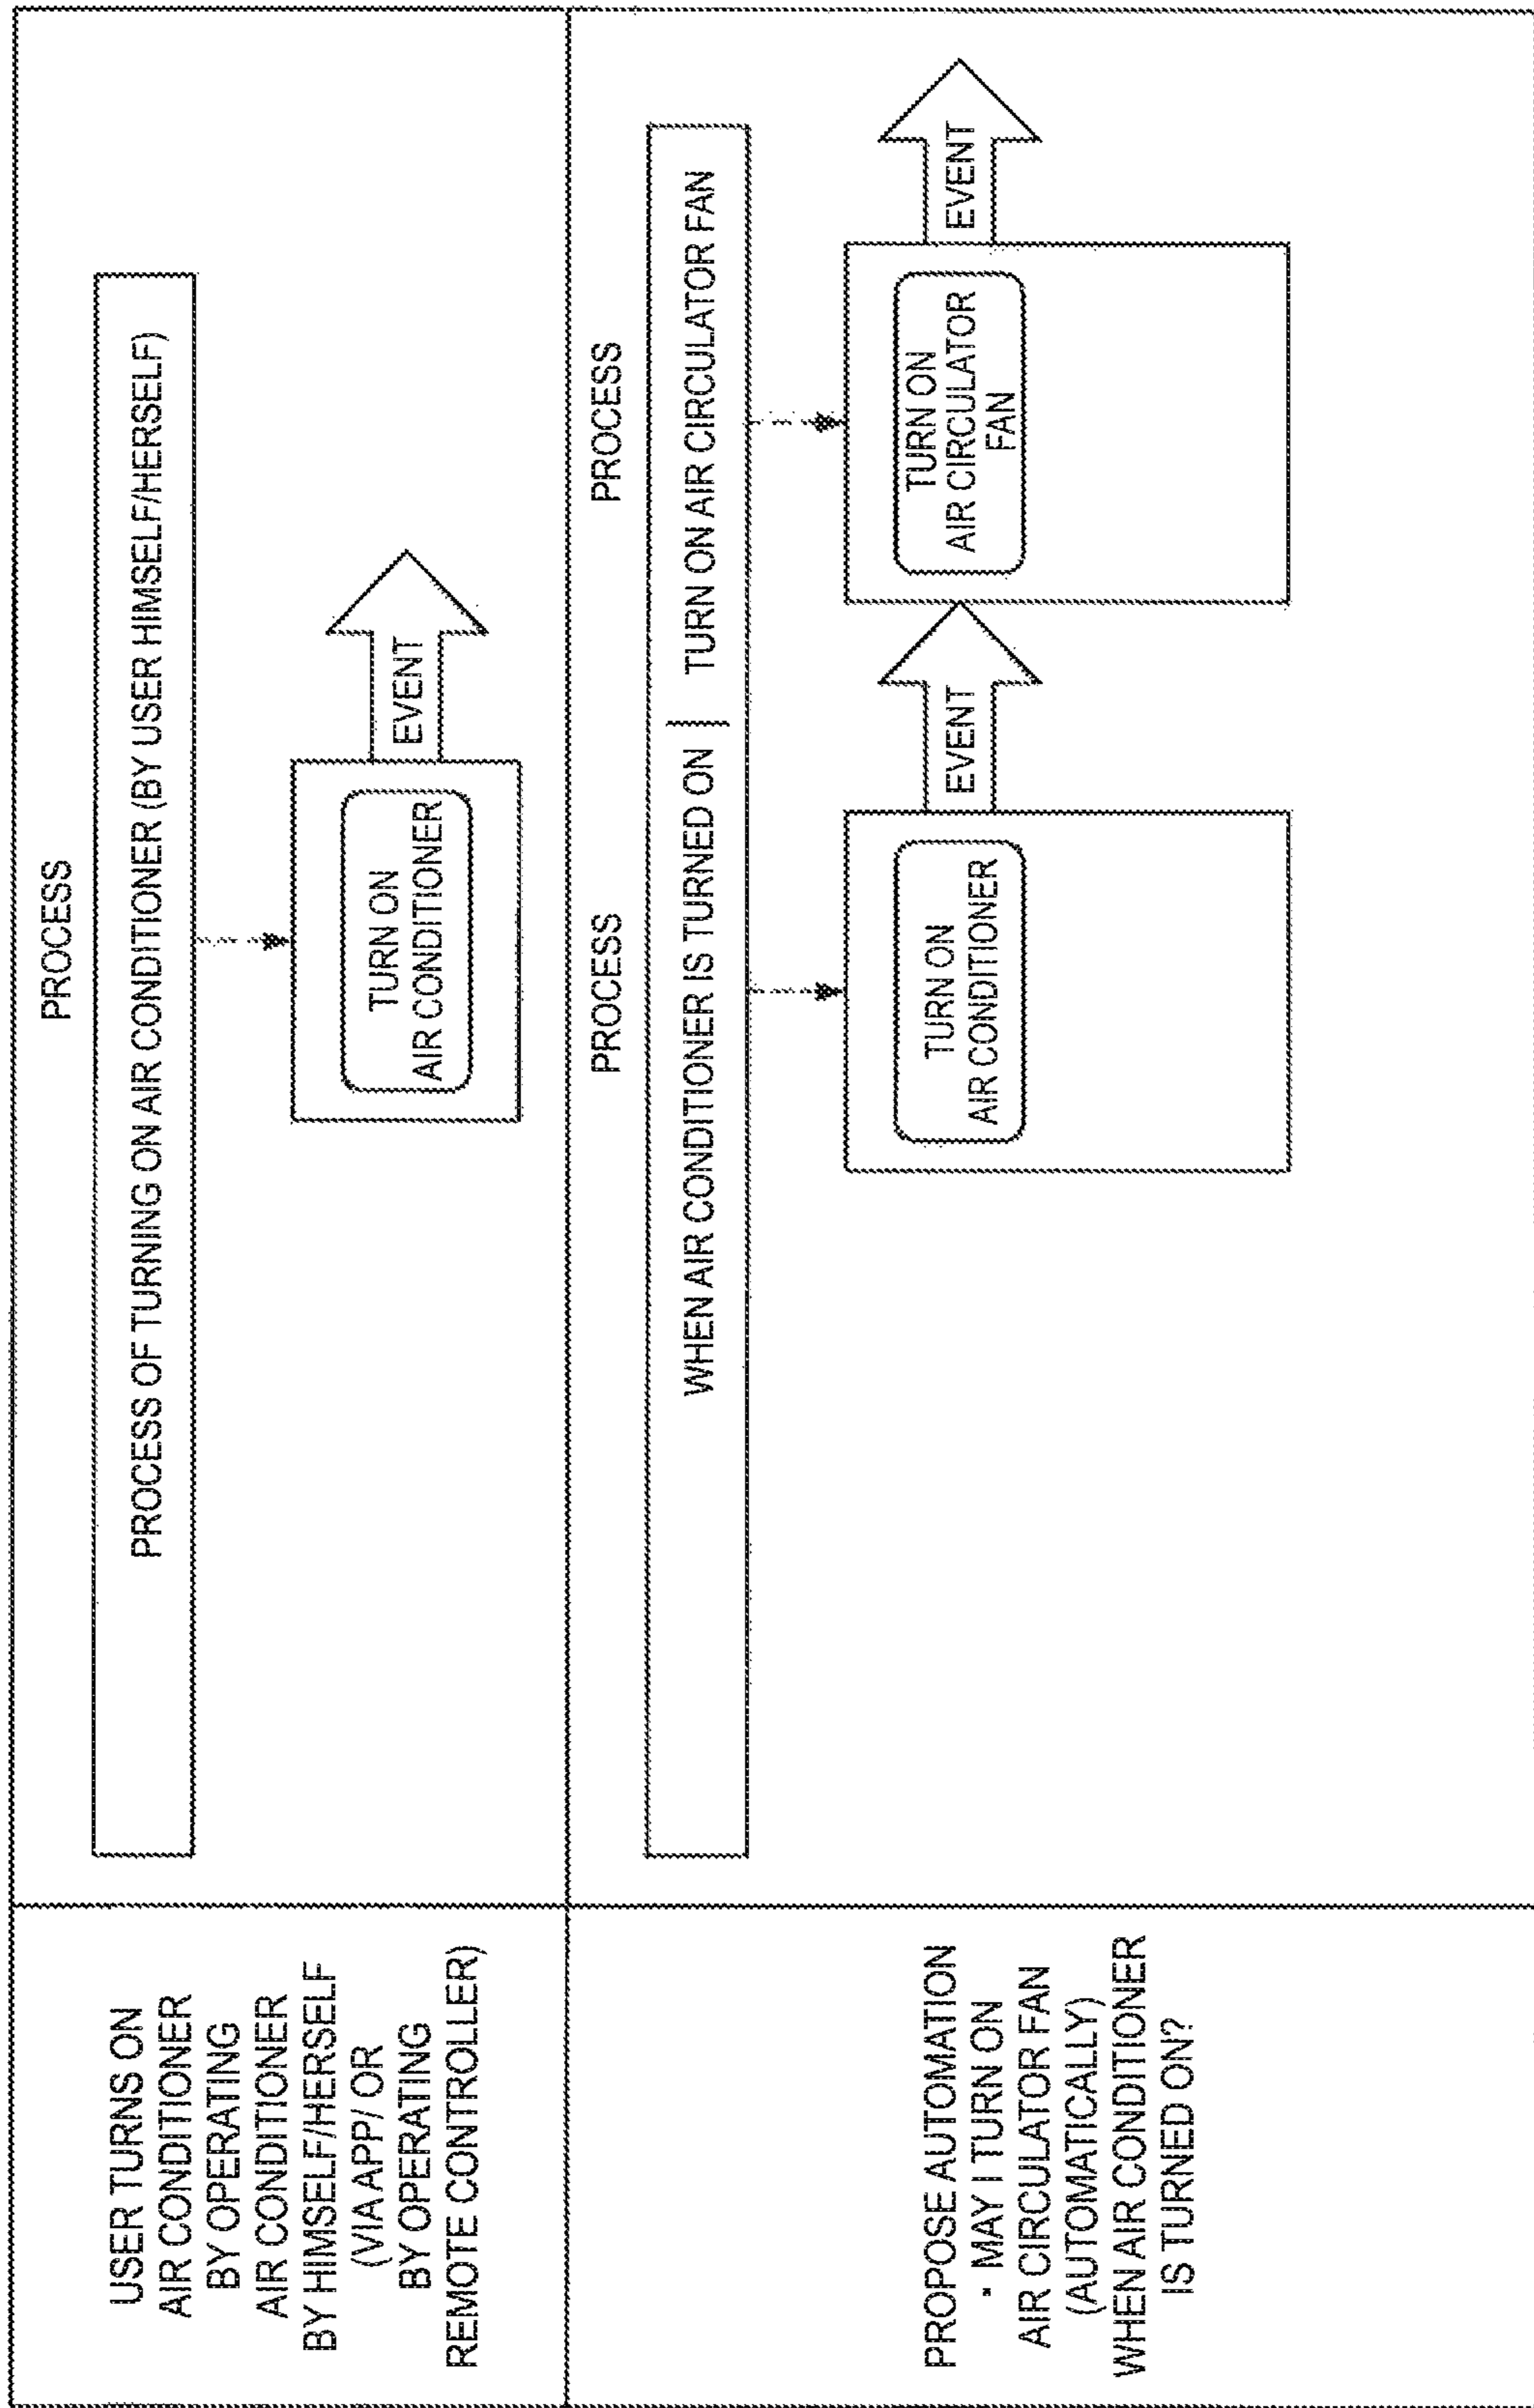 USER TURNS ON
AIR CONDITIONER
BY OPERATING
AIR CONDITIONER
BY HIMSELF/HERSELF
(VIA APP/ OR
BY OPERATING
REMOTE CONTROLLER)
PROCESS
PROCESS OF TURNING ON AIR CONDITIONER (BY USER HIMSELF/HERSELF)
TURN ON
AIR CONDITIONER
EVENT
PROPOSE AUTOMATION
- MAY I TURN ON
AIR CIRCULATOR FAN
(AUTOMATICALLY)
WHEN AIR CONDITIONER
IS TURNED ON?
PROCESS
PROCESS
WHEN AIR CONDITIONER IS TURNED ON | TURN ON AIR CIRCULATOR FAN
TURN ON
AIR CONDITIONER
EVENT
TURN ON
AIR CIRCULATOR
FAN
EVENT